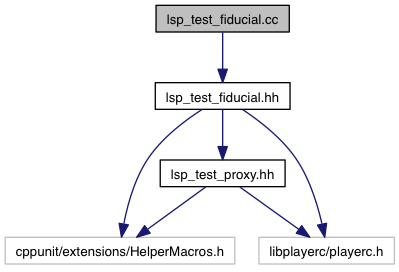 lsp_test_fiducial.cc
lsp_test_fiducial.hh
lsp_test_proxy.hh
cppunit/extensions/HelperMacros.h
libplayerc/playerc.h